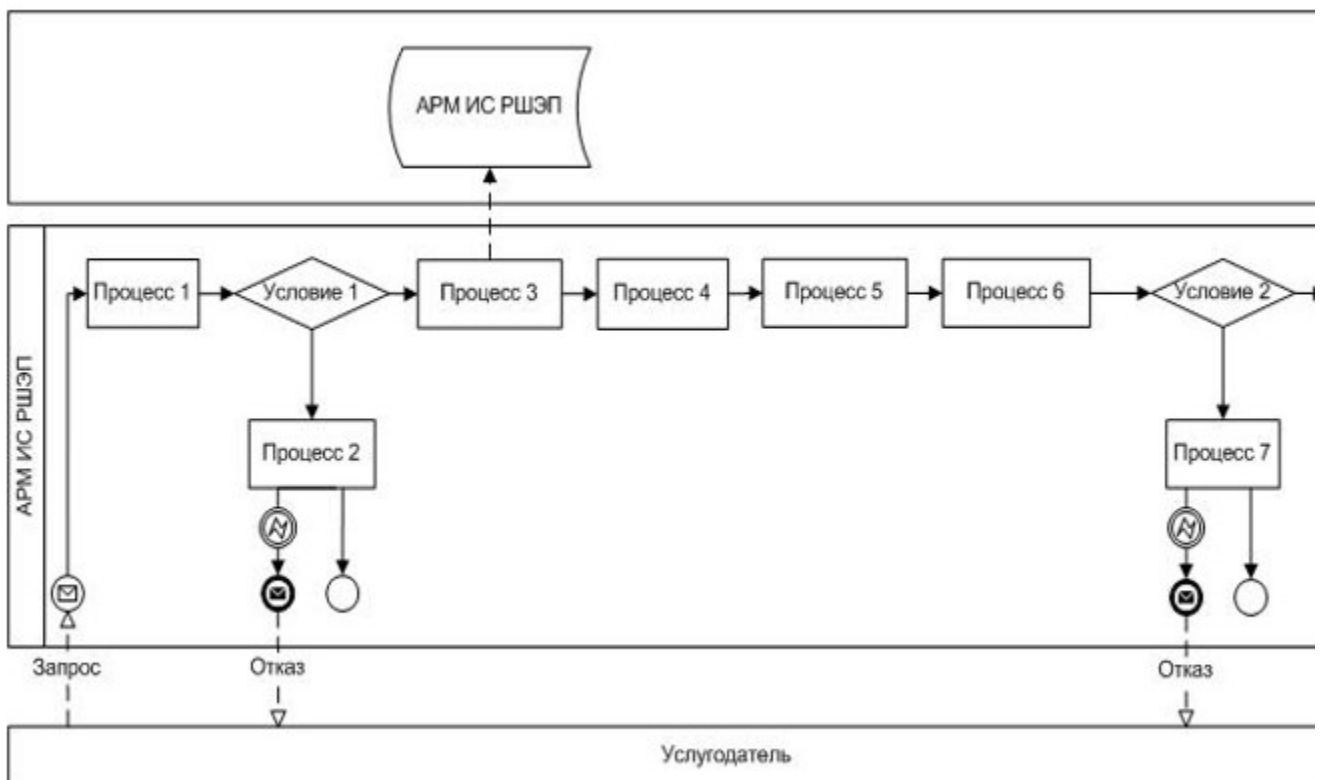 АРМ ИС РШЭП
АРМ ИС РШЭП
Процесс 1
Условие 1
Процесс 3
Процесс 4
Процесс 5
Процесс 6
Условие 2
Процесс 2
Процесс 7
Запрос
Отказ
Отказ
Услугодатель